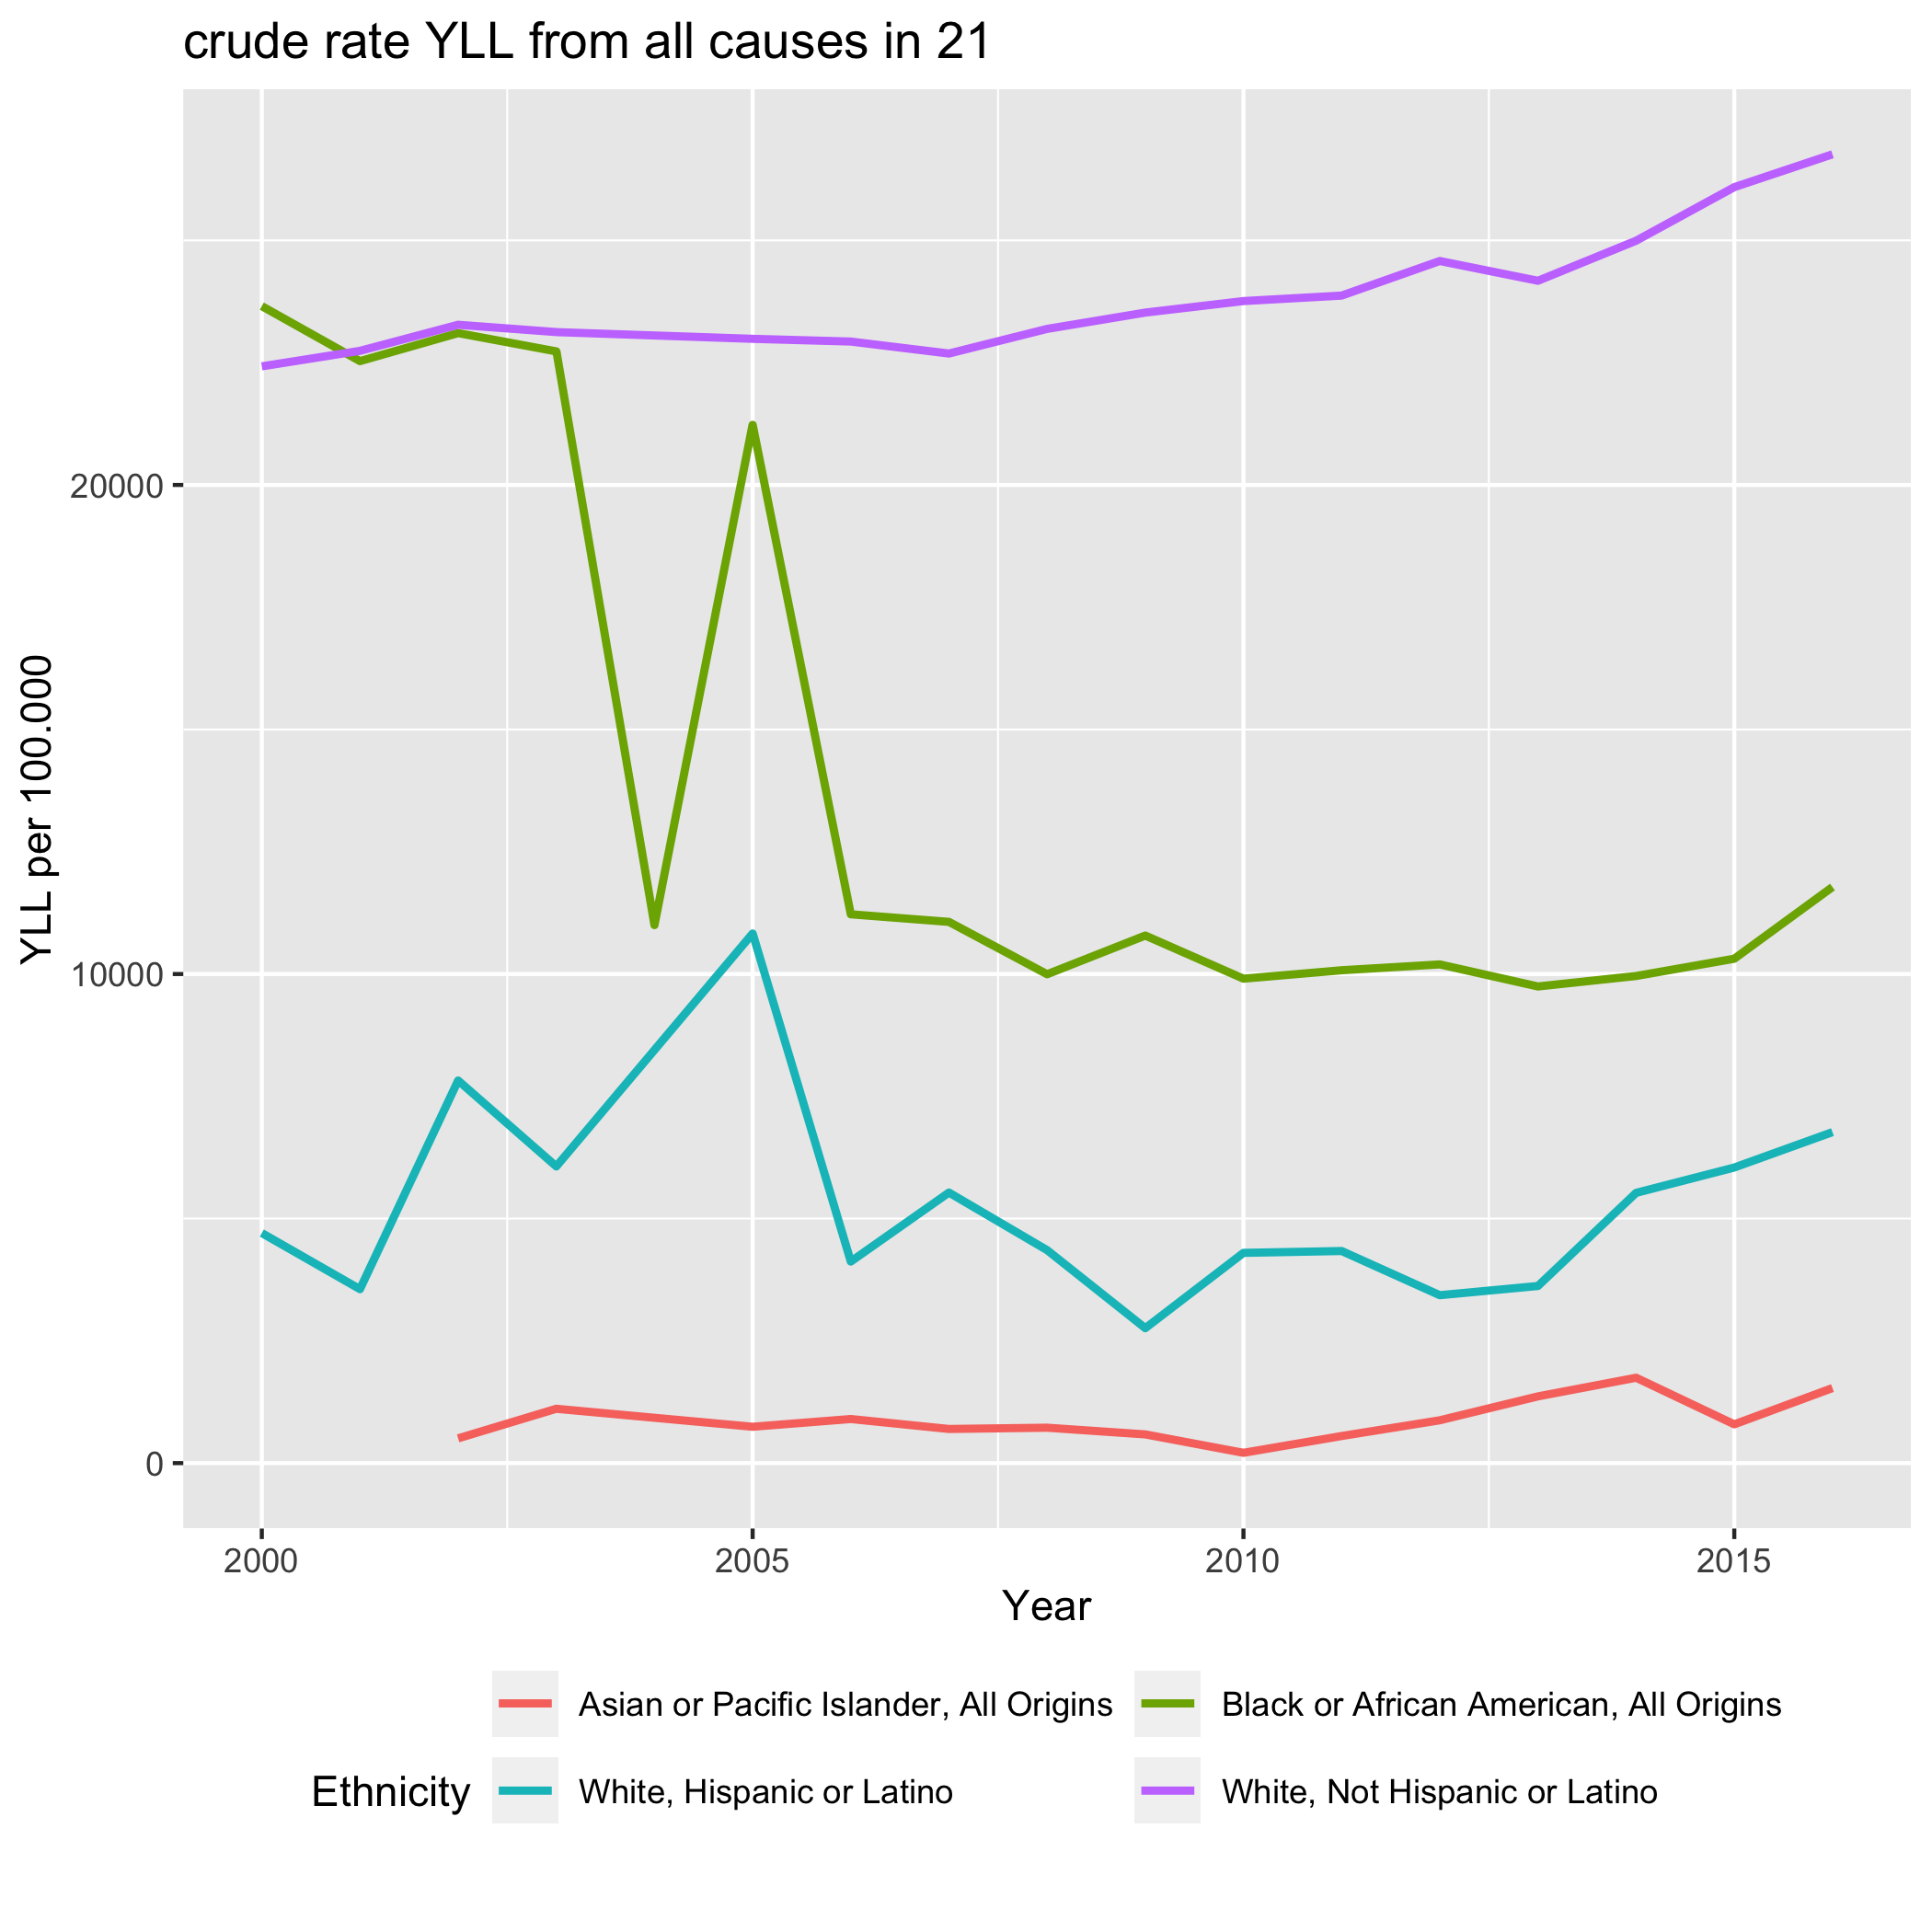 crude rate YLL from all causes in 21
YLL per 100.000
20000
10000
0
2000 2005 2010 2015
Year
Ethnicity
Asian or Pacific Islander, All Origins
Black or African American, All Origins
White, Hispanic or Latino
White, Not Hispanic or Latino